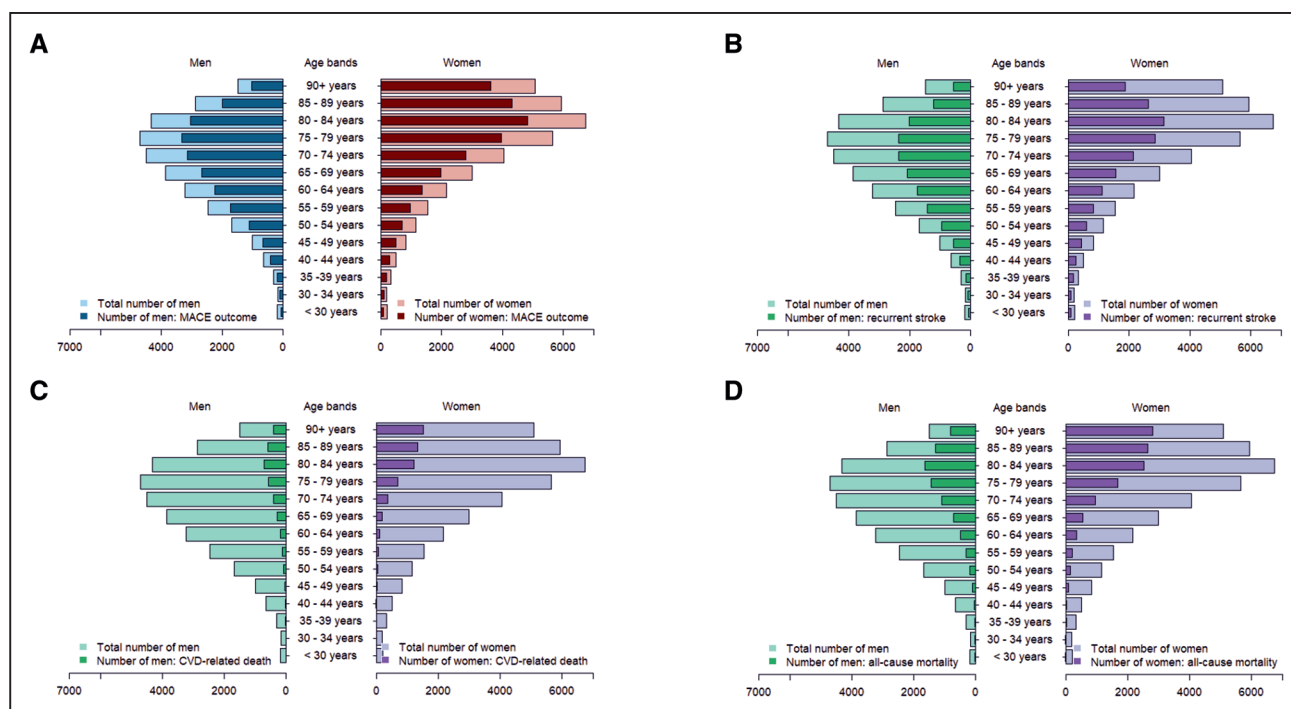 A
Men Age bands Women
90+ years
85 - 89 years
80 - 84 years
75 - 79 years
70 - 74 years
65 - 69 years
60 - 64 years
55 - 59 years
50 - 54 years
45 - 49 years
40 - 44 years
35 -39 years
30 - 34 years
< 30 years
Total number of men
Number of men: MACE outcome
Total number of women
Number of women: MACE outcome
7000 4000 2000 0 0 2000 4000 7000
B
Men Age bands Women
90+ years
85 - 89 years
80 - 84 years
75 - 79 years
70 - 74 years
65 - 69 years
60 - 64 years
55 - 59 years
50 - 54 years
45 - 49 years
40 - 44 years
35 -39 years
30 - 34 years
< 30 years
Total number of men
Number of men: recurrent stroke
Total number of women
Number of women: recurrent stroke
7000 4000 2000 0 0 2000 4000 6000
C
Men Age bands Women
90+ years
85 - 89 years
80 - 84 years
75 - 79 years
70 - 74 years
65 - 69 years
60 - 64 years
55 - 59 years
50 - 54 years
45 - 49 years
40 - 44 years
35 -39 years
30 - 34 years
< 30 years
Total number of men
Number of men: CVD-related death
Total number of women
Number of women: CVD-related death
7000 4000 2000 0 0 2000 4000 6000
D
Men Age bands Women
90+ years
85 - 89 years
80 - 84 years
75 - 79 years
70 - 74 years
65 - 69 years
60 - 64 years
55 - 59 years
50 - 54 years
45 - 49 years
40 - 44 years
35 -39 years
30 - 34 years
< 30 years
Total number of men
Number of men: all-cause mortality
Total number of women
Number of women: all-cause mortality
7000 4000 2000 0 0 2000 4000 7000